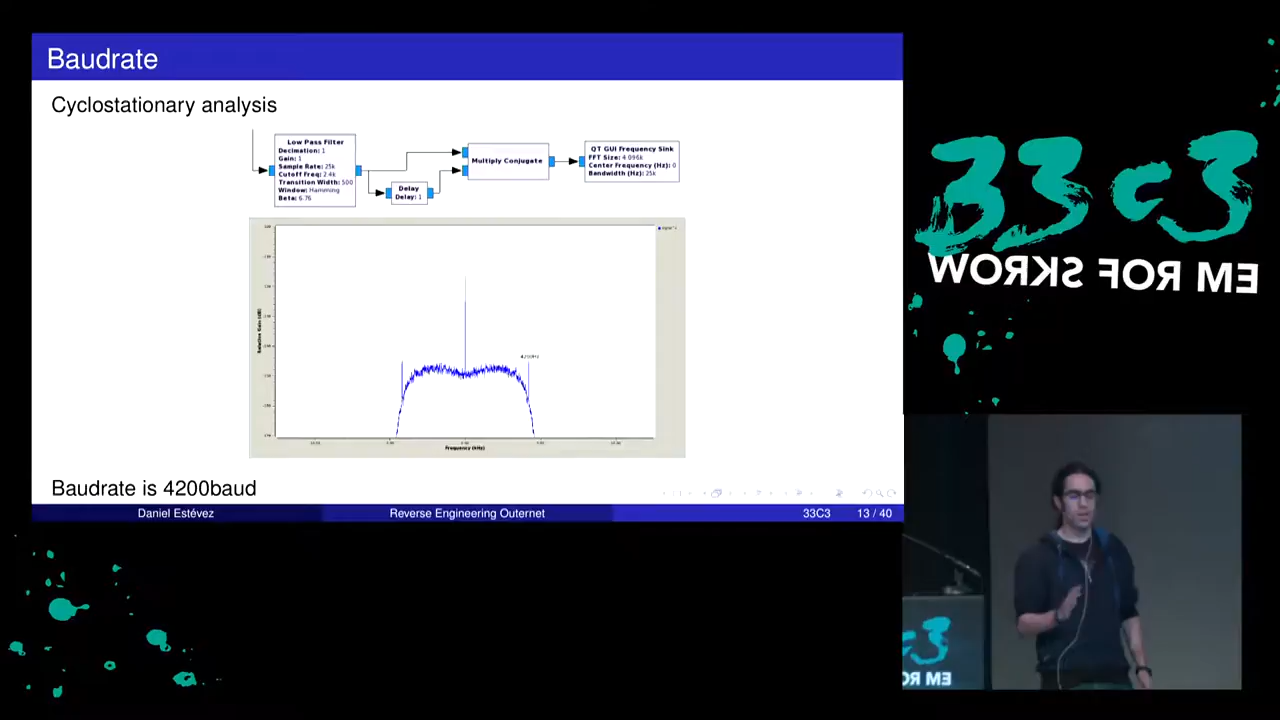 Baudrate
Cyclostationary analysis
Low Pass Filter
Decimation: 1
Gain: 1
Sample Rate: 25k
Cutoff Freq: 2.4k
Transition Width: 500
Window: Hamming
Beta: 6.76
Delay
Delay: 1
Multiply Conjugate
QT GUI Frequency Sink
FFT Size: 4.096k
Center Frequency (Hz): 0
Bandwidth (Hz): 25k
Relative Gain (dB)
Frequency (kHz)
Baudrate is 4200baud
Daniel Estévez
Reverse Engineering Outernet
33C3
13 / 40
33C3
WORKS FOR ME